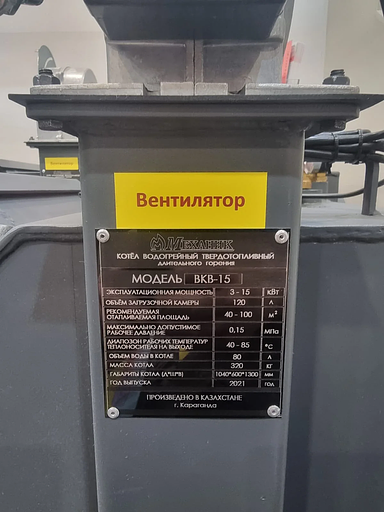 Вентилятор
МЕХАНИК
КОТЁЛ ВОДОГРЕЙНЫЙ ТВЕРДОТОПЛИВНЫЙ
длительного горения
МОДЕЛЬ ВКВ-15
ЭКСПЛУАТАЦИОННАЯ МОЩНОСТЬ 3 - 15 КВТ
ОБЪЁМ ЗАГРУЗОЧНОЙ КАМЕРЫ 120 Л
РЕКОМЕНДУЕМАЯ
ОТАПЛИВАЕМАЯ ПЛОЩАДЬ 40 - 100 М²
МАКСИМАЛЬНО ДОПУСТИМОЕ
РАБОЧЕЕ ДАВЛЕНИЕ 0,15 МПа
ДИАПАЗОН РАБОЧИХ ТЕМПЕРАТУР
ТЕПЛОНОСИТЕЛЯ НА ВЫХОДЕ 40 - 85 °С
ОБЪЕМ ВОДЫ В КОТЛЕ 80 Л
МАССА КОТЛА 320 КГ
ГАБАРИТЫ КОТЛА (Д*Ш*В) 1040*600*1300 мм
ГОД ВЫПУСКА 2021 год
ПРОИЗВЕДЕНО В КАЗАХСТАНЕ
г. Караганда
Вентилятор